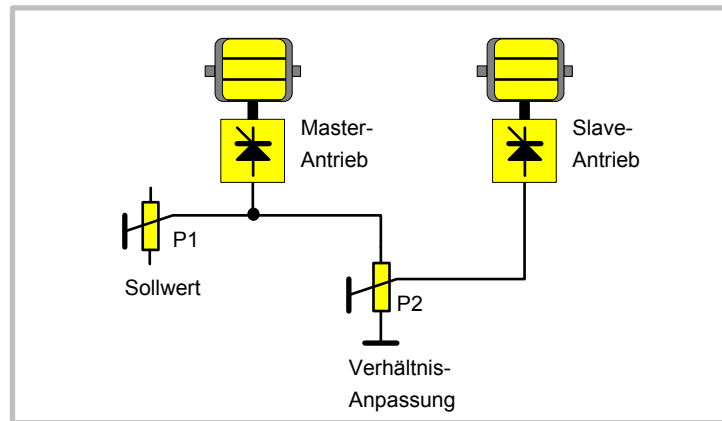 Master-
Antrieb
Slave-
Antrieb
P1
Sollwert
P2
Verhältnis-
Anpassung